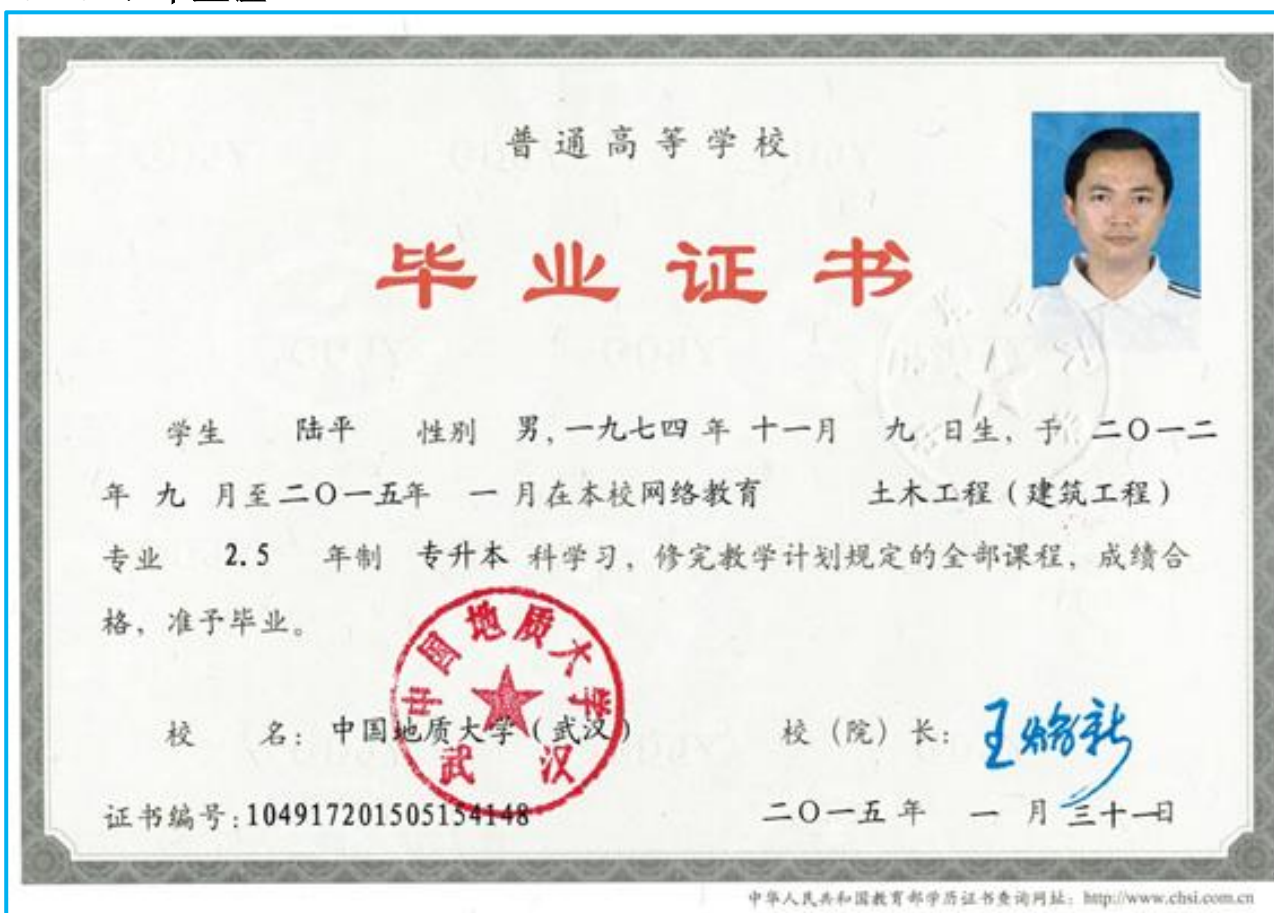 普通高等学校
毕业证书
学生 陆平 性别 男,一九七四年 十一月 九 日生, 于 二〇一二
年 九 月至二〇一五年 一 月在本校网络教育 土木工程(建筑工程)
专业 2.5 年制 专升本 科学习, 修完教学计划规定的全部课程, 成绩合
格, 准予毕业。
中国地质大学
武汉
校 名: 中国地质大学(武汉) 校(院)长:
证书编号:104917201505154148 二〇一五年 一 月三十一日
中华人民共和国教育部学历证书查询网址: http://www.chsi.com.cn